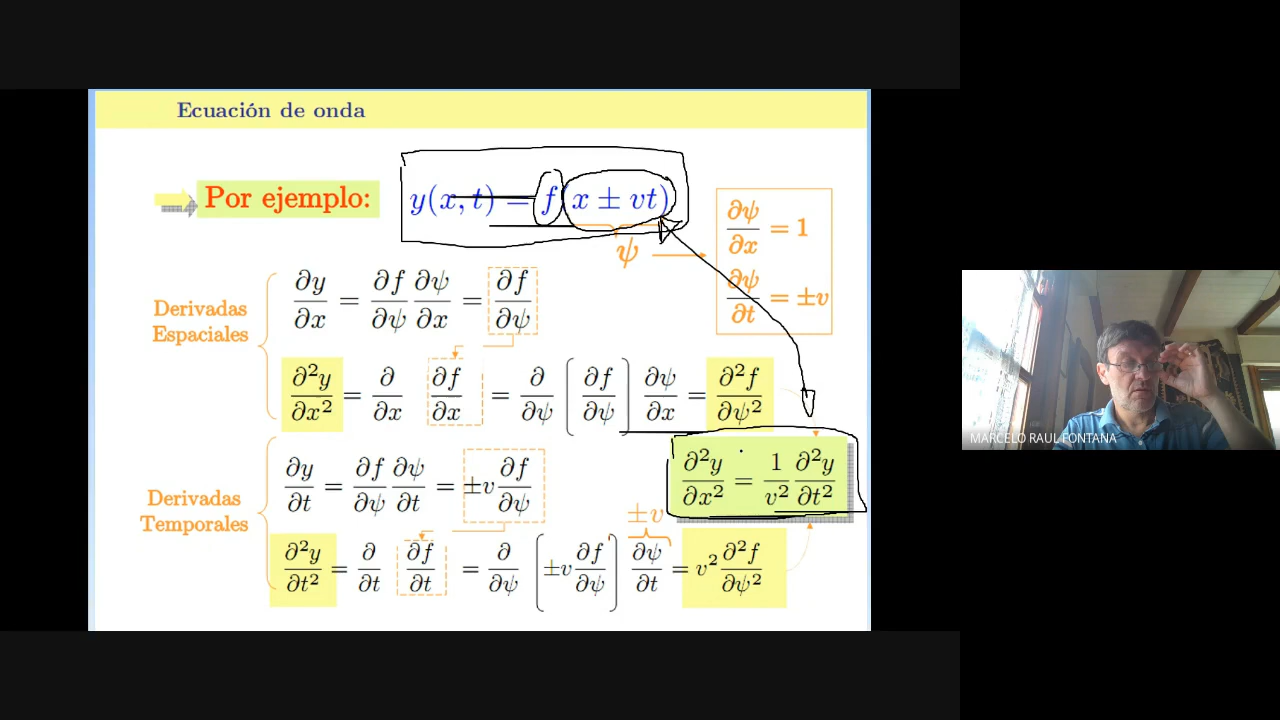 Ecuación de onda
Por ejemplo:
y(x, t) = f(x ± vt)
ψ
∂ψ/∂x = 1
∂ψ/∂t = ±v
Derivadas
Espaciales
∂y/∂x = ∂f/∂ψ ∂ψ/∂x = ∂f/∂ψ
∂²y/∂x² = ∂/∂x ∂f/∂x = ∂/∂ψ [∂f/∂ψ] ∂ψ/∂x = ∂²f/∂ψ²
Derivadas
Temporales
∂y/∂t = ∂f/∂ψ ∂ψ/∂t = ±v ∂f/∂ψ
∂²y/∂x² = 1/v² ∂²y/∂t²
±v
∂²y/∂t² = ∂/∂t ∂f/∂t = ∂/∂ψ [±v ∂f/∂ψ] ∂ψ/∂t = v² ∂²f/∂ψ²
MARCELO RAUL FONTANA